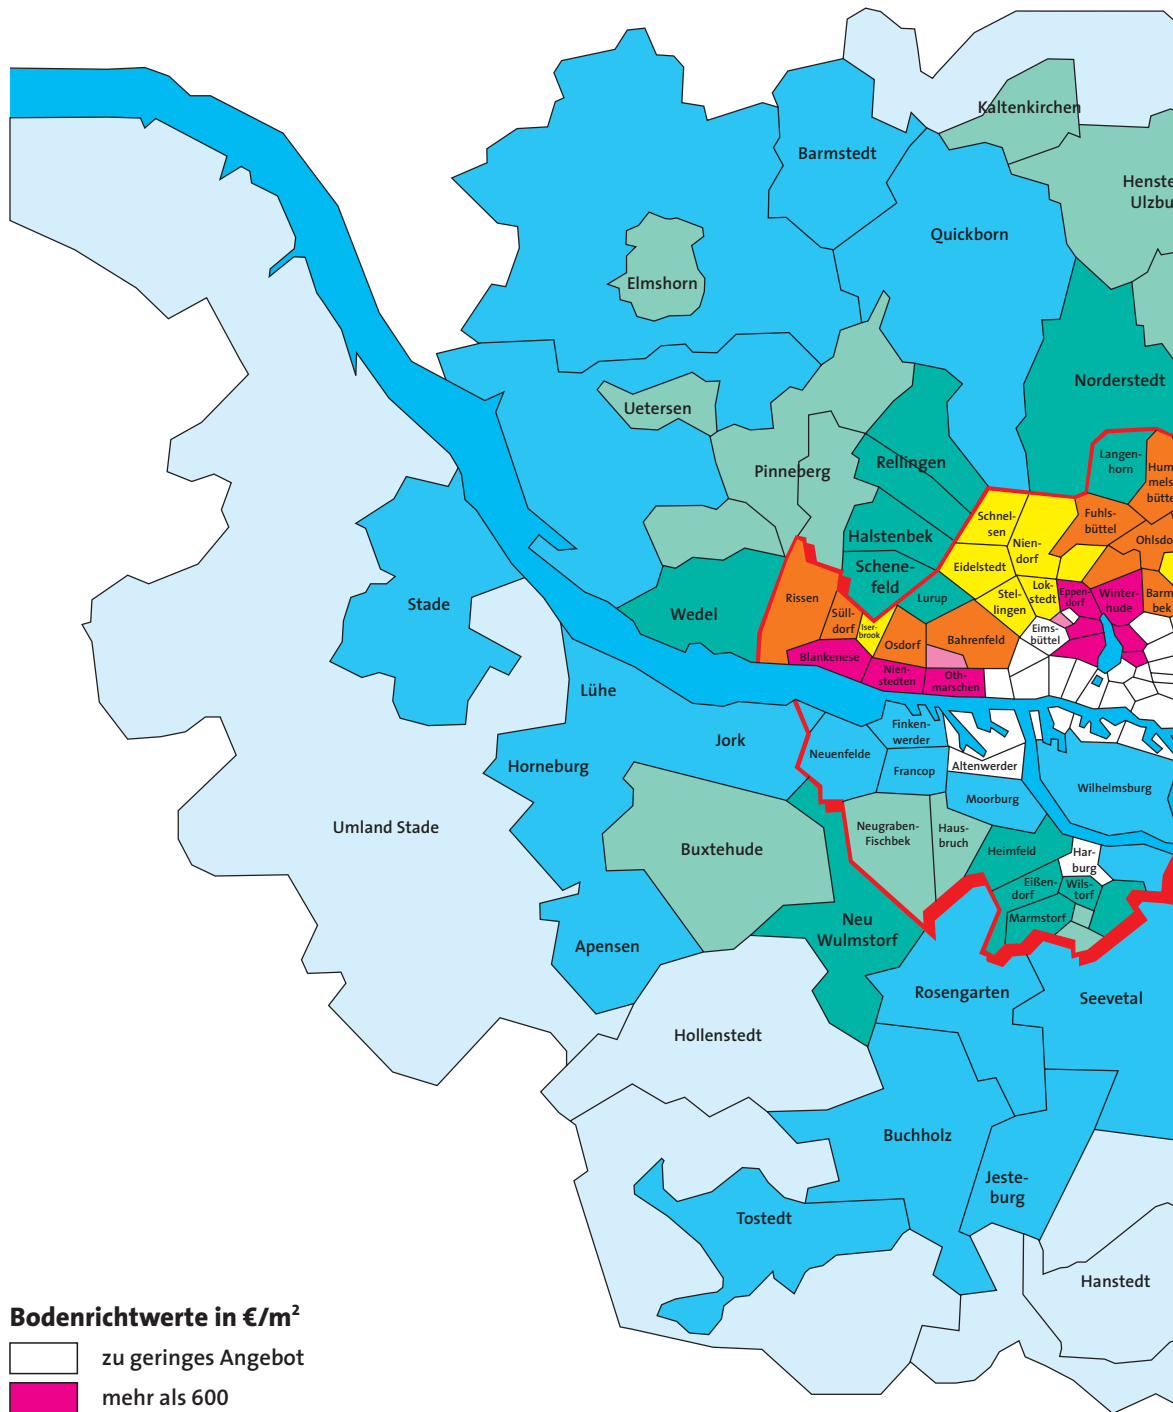 Kaltenkirchen
Barmstedt
Henste
Ulzbu
Quickborn
Elmshorn
Norderstedt
Uetersen
Langen-
horn
Hum
mels
büttel
Pinneberg
Rellingen
Schnel-
sen
Fuhls-
büttel
Halstenbek
Nien-
dorf
Ohlsdo
Schene-
feld
Eidelstedt
Lok-
stedt
Eppen-
dorf
Winter-
hude
Barm
bek
Stade
Wedel
Rissen
Lurup
Stel-
lingen
Süll-
dorf
Iser-
brook
Osdorf
Bahrenfeld
Eims-
büttel
Blankenese
Nien-
stedten
Oth-
marschen
Lühe
Jork
Finken-
werder
Neuenfelde
Francop
Altenwerder
Horneburg
Wilhelmsburg
Moorburg
Umland Stade
Buxtehude
Neugraben-
Fischbek
Haus-
bruch
Heimfeld
Har-
burg
Eißen-
dorf
Wils-
torf
Neu
Wulmstorf
Marmstorf
Apensen
Rosengarten
Seevetal
Hollenstedt
Buchholz
Jeste-
burg
Tostedt
Hanstedt
Bodenrichtwerte in €/m²
zu geringes Angebot
mehr als 600